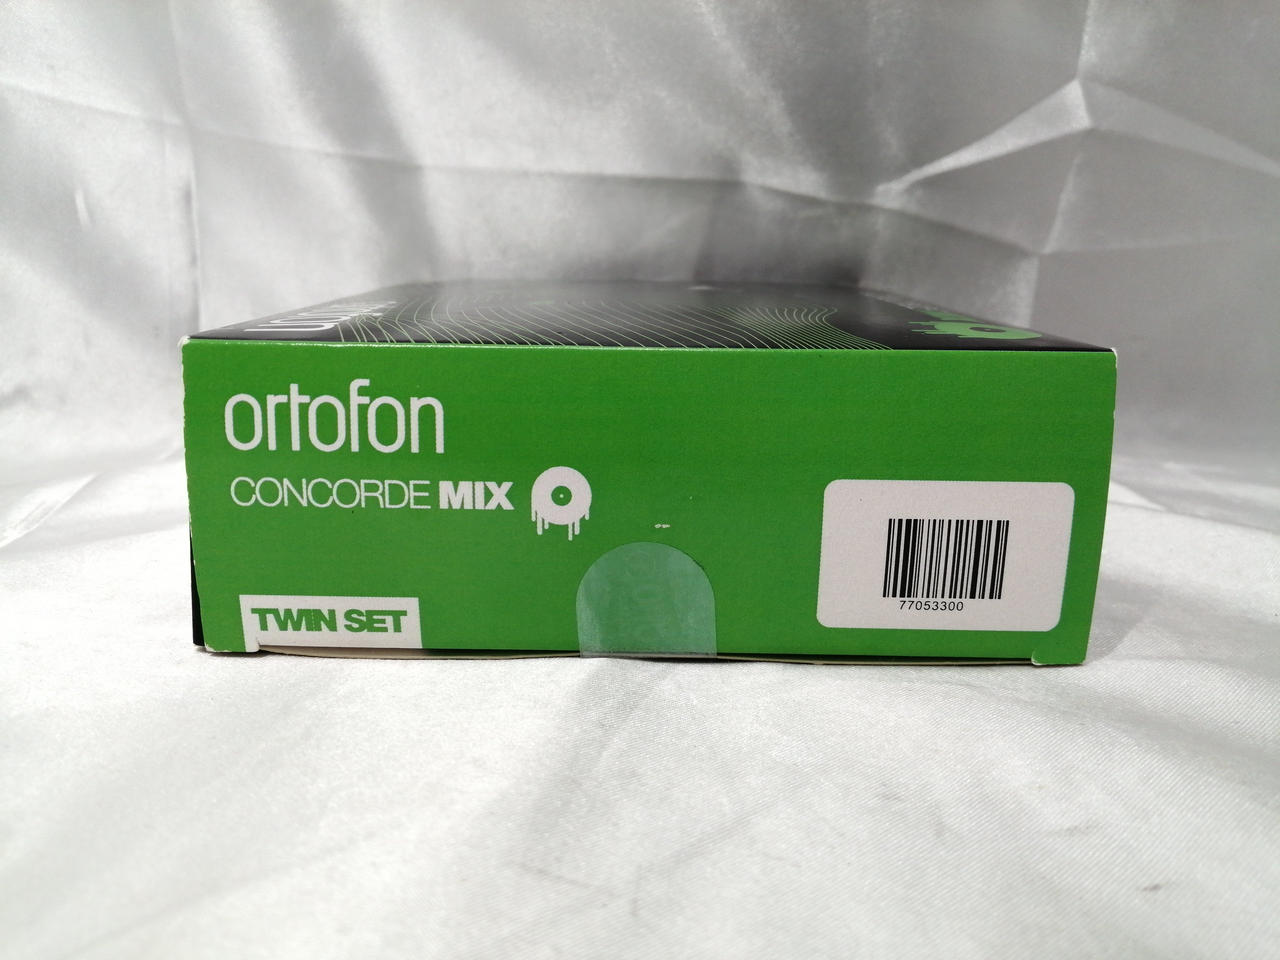 ortofon
CONCORDE MIX
TWIN SET
77053300